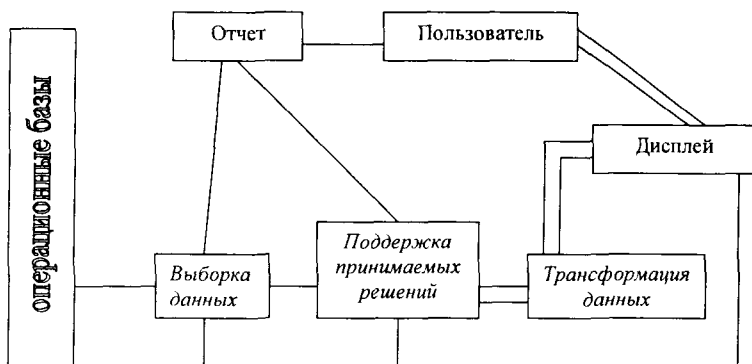 Отчет
Пользователь
операционные базы
Дисплей
Выборка
данных
Поддержка
принимаемых
решений
Трансформация
данных